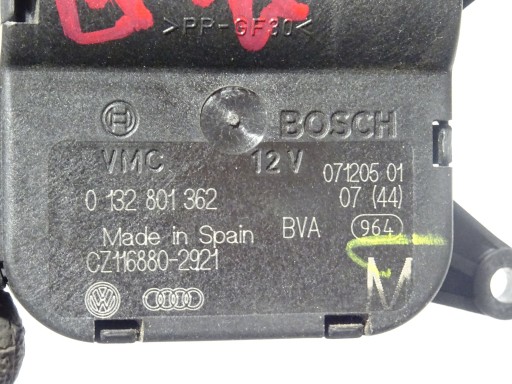 >PP-GF30<
BOSCH
VMC 12 V
071205 01
0 132 801 362
07 (44)
Made in Spain BVA 964
CZ116880-2921
M